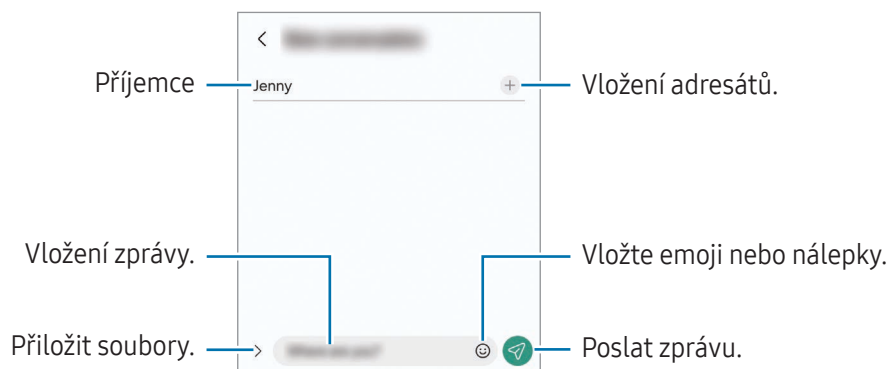 Příjemce
Jenny
Vložení adresátů.
Vložení zprávy.
Vložte emoji nebo nálepky.
Přiložit soubory.
Poslat zprávu.